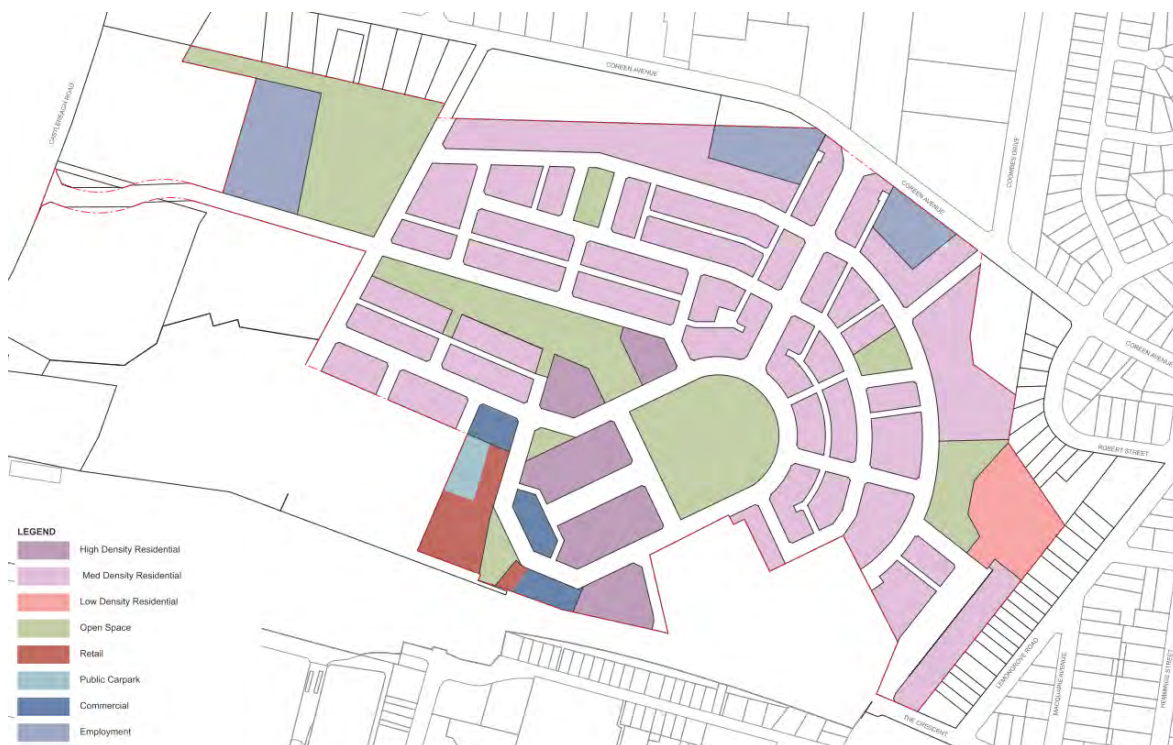 COREEN AVENUE
CASTLEREAGH ROAD
COOMBES DRIVE
COREEN AVENUE
COREEN AVENUE
ROBERT STREET
LEMONGROVE ROAD
MACQUARIE AVENUE
HEMMINGS STREET
THE CRESCENT
LEGEND
High Density Residential
Med Density Residential
Low Density Residential
Open Space
Retail
Public Carpark
Commercial
Employment